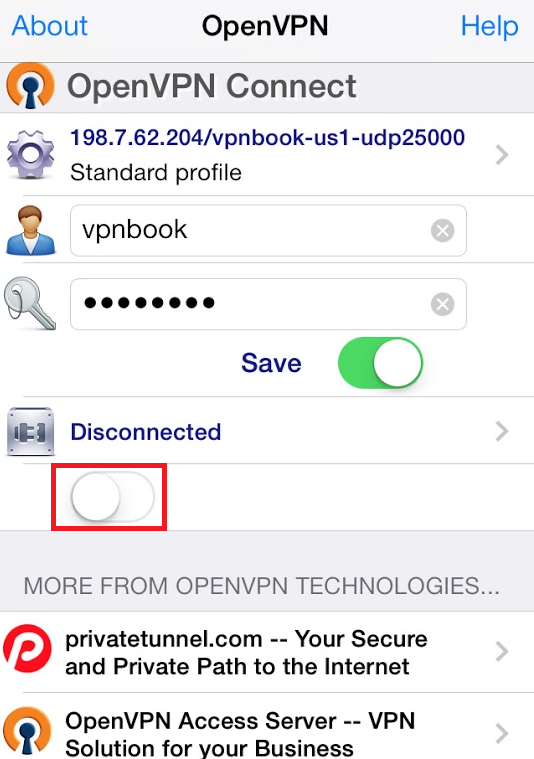 About OpenVPN Help
OpenVPN Connect
198.7.62.204/vpnbook-us1-udp25000
Standard profile
vpnbook
••••••••
Save
Disconnected
MORE FROM OPENVPN TECHNOLOGIES...
privatetunnel.com -- Your Secure
and Private Path to the Internet
OpenVPN Access Server -- VPN
Solution for your Business